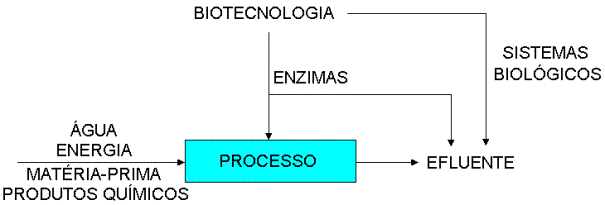 BIOTECNOLOGIA
SISTEMAS
BIOLÓGICOS
ENZIMAS
ÁGUA
ENERGIA
MATÉRIA-PRIMA
PRODUTOS QUÍMICOS
PROCESSO
EFLUENTE